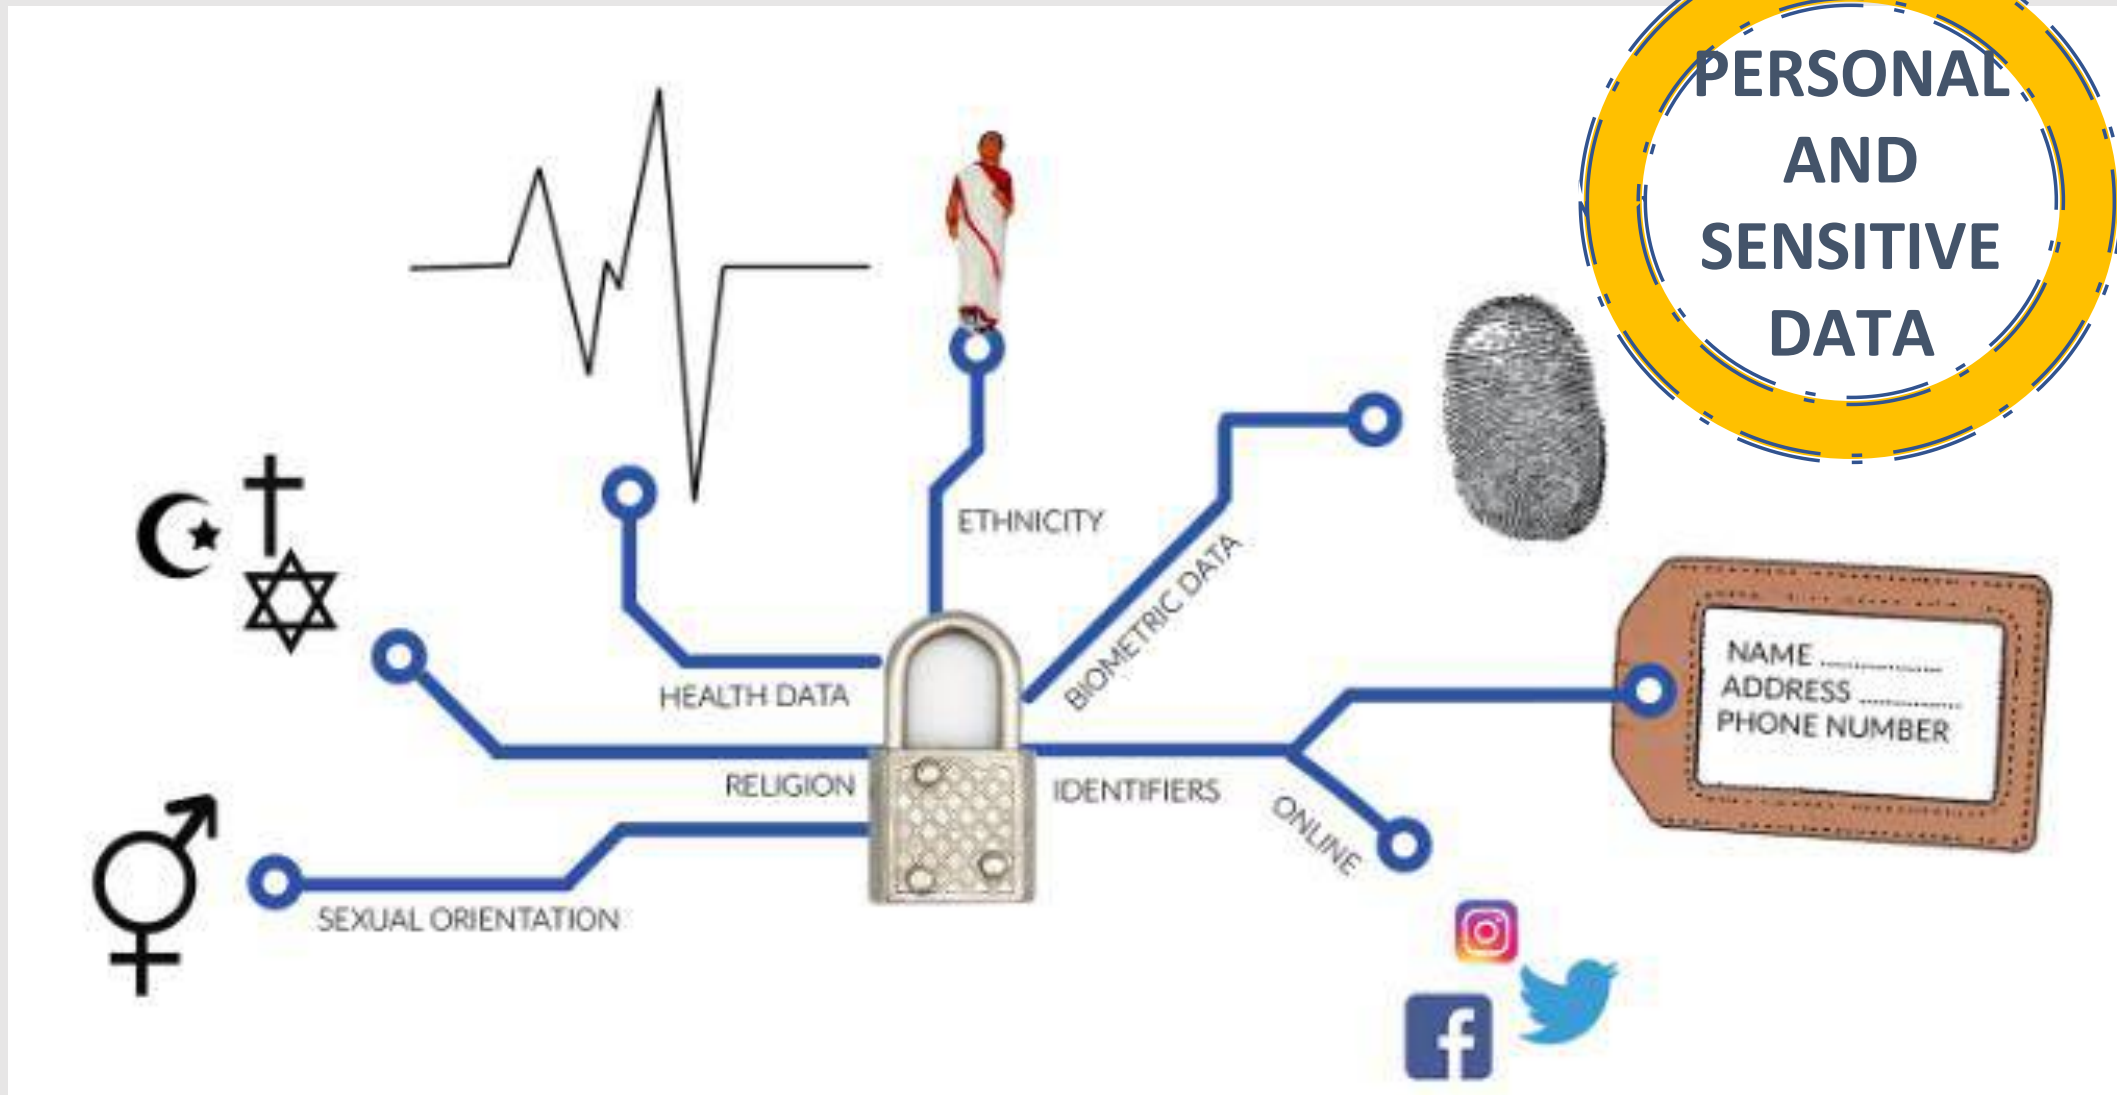 PERSONAL
AND
SENSITIVE
DATA
ETHNICITY
BIOMETRIC DATA
HEALTH DATA
RELIGION
IDENTIFIERS
ONLINE
SEXUAL ORIENTATION
NAME ................
ADDRESS ..............
PHONE NUMBER